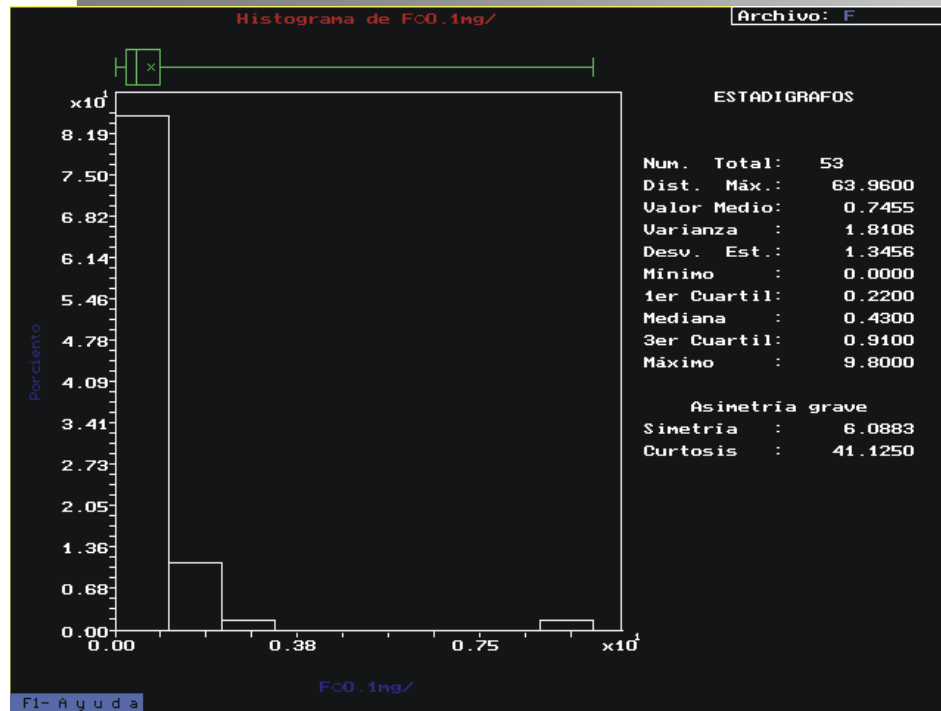 Histograma de F○0.1mg/
Archivo: F
x10^1
8.19
7.50
6.82
6.14
5.46
4.78
4.09
3.41
2.73
2.05
1.36
0.68
0.00
Porciento
0.00 0.38 0.75 x10^1
F○0.1mg/
ESTADIGRAFOS
Num. Total: 53
Dist. Máx.: 63.9600
Valor Medio: 0.7455
Varianza : 1.8106
Desv. Est.: 1.3456
Mínimo : 0.0000
1er Cuartil: 0.2200
Mediana : 0.4300
3er Cuartil: 0.9100
Máximo : 9.8000
Asimetría grave
Simetría : 6.0883
Curtosis : 41.1250
F1- A y u d a